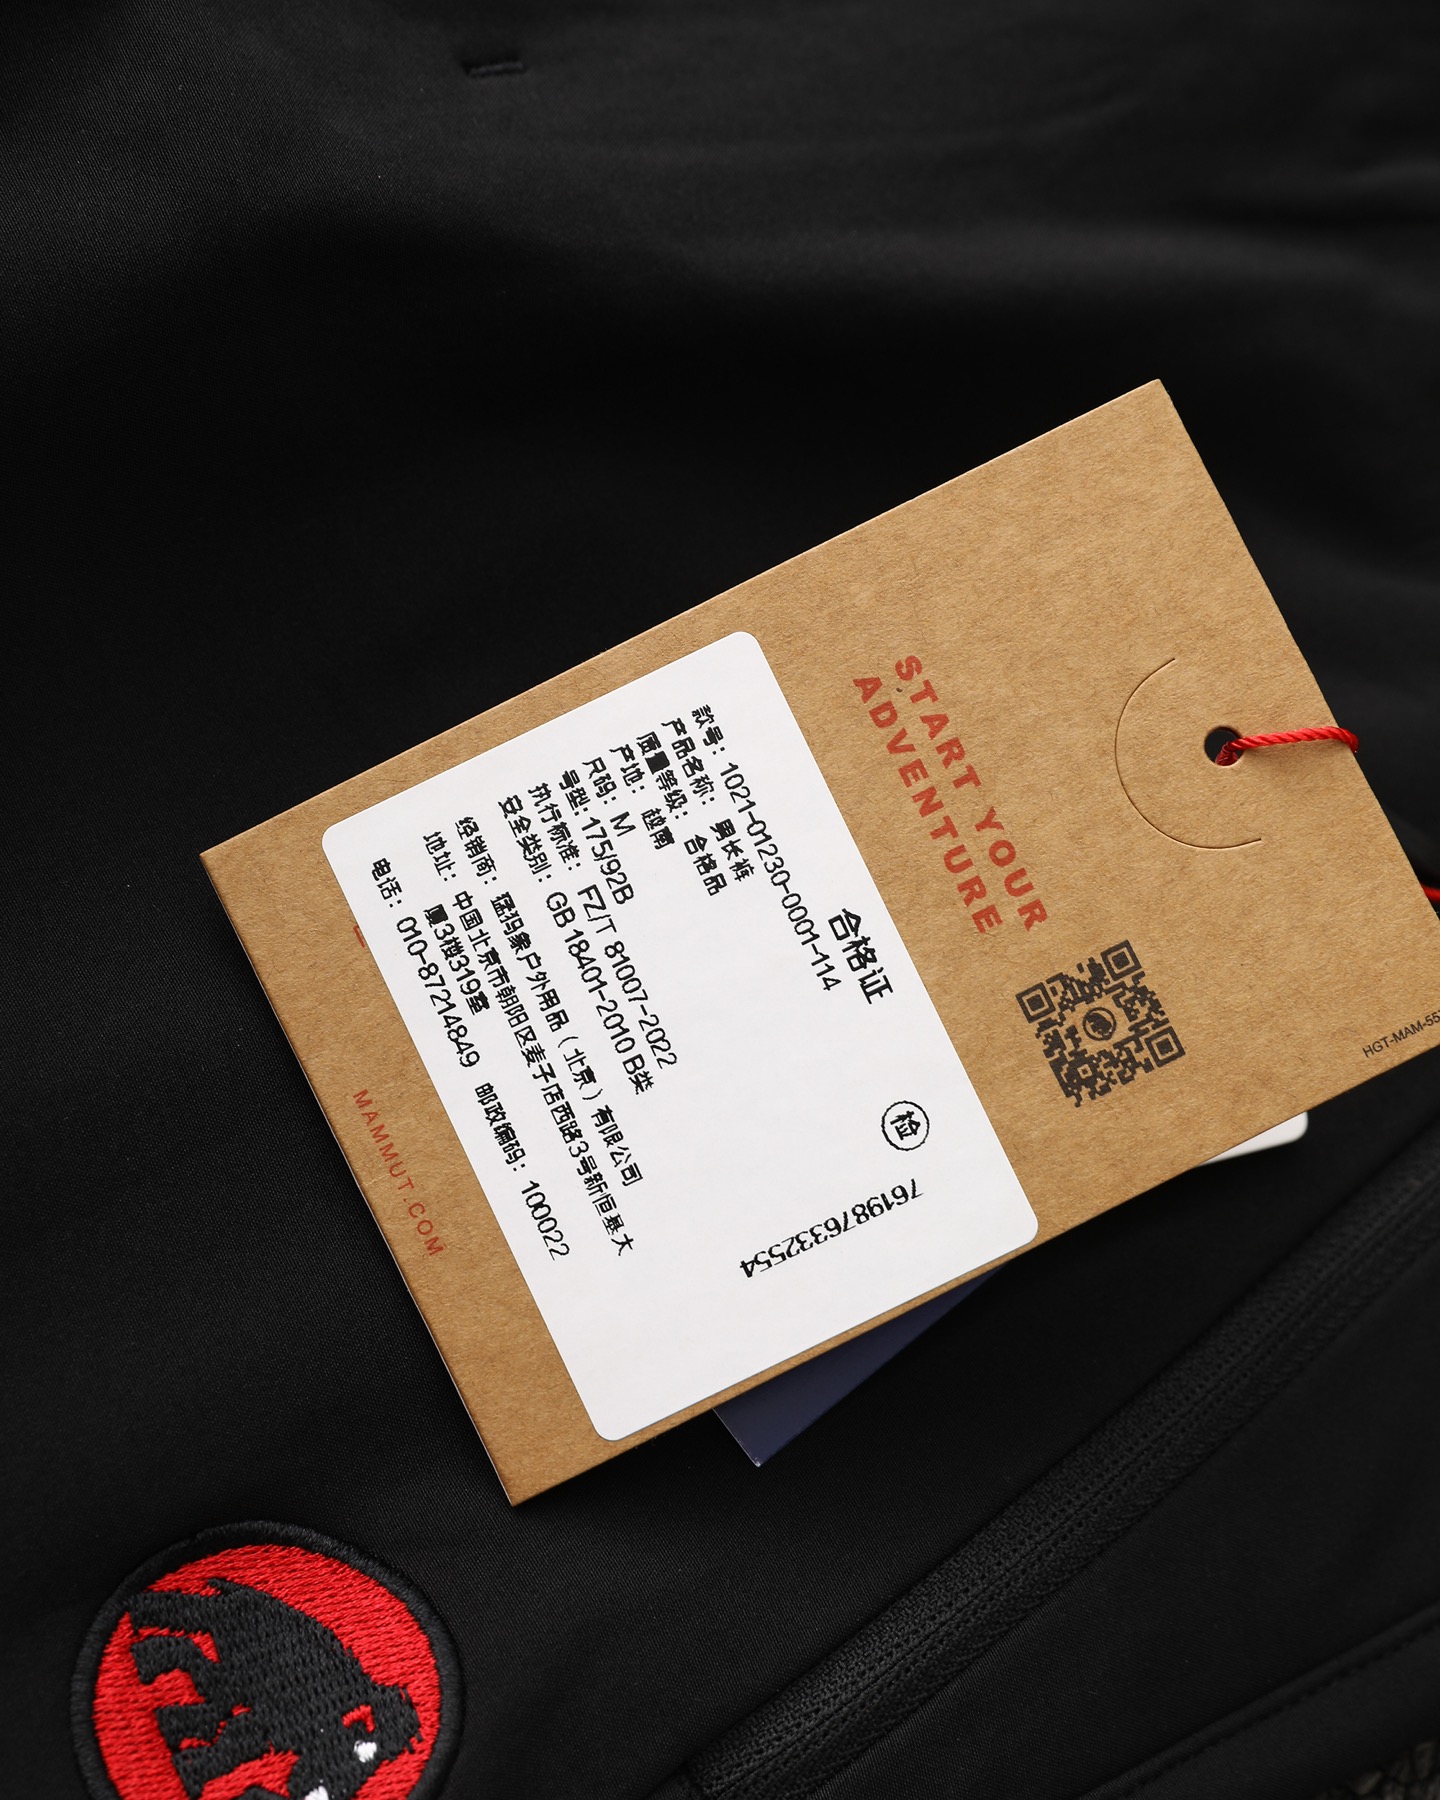 START YOUR
ADVENTURE
HGT-MAM-55
合格证
款号：1021-01230-0001-114
产品名称：男长裤
质量等级：合格品
产地：越南
尺码：M
号型：175/92B
执行标准：FZ/T 81007-2022
安全类别：GB 18401-2010 B类
经销商：猛犸象户外用品（北京）有限公司
地址：中国北京市朝阳区麦子店西路3号新恒基大
厦3楼319室
电话：010-87214849 邮政编码：100022
检
7619876332554
MAMMUT.COM